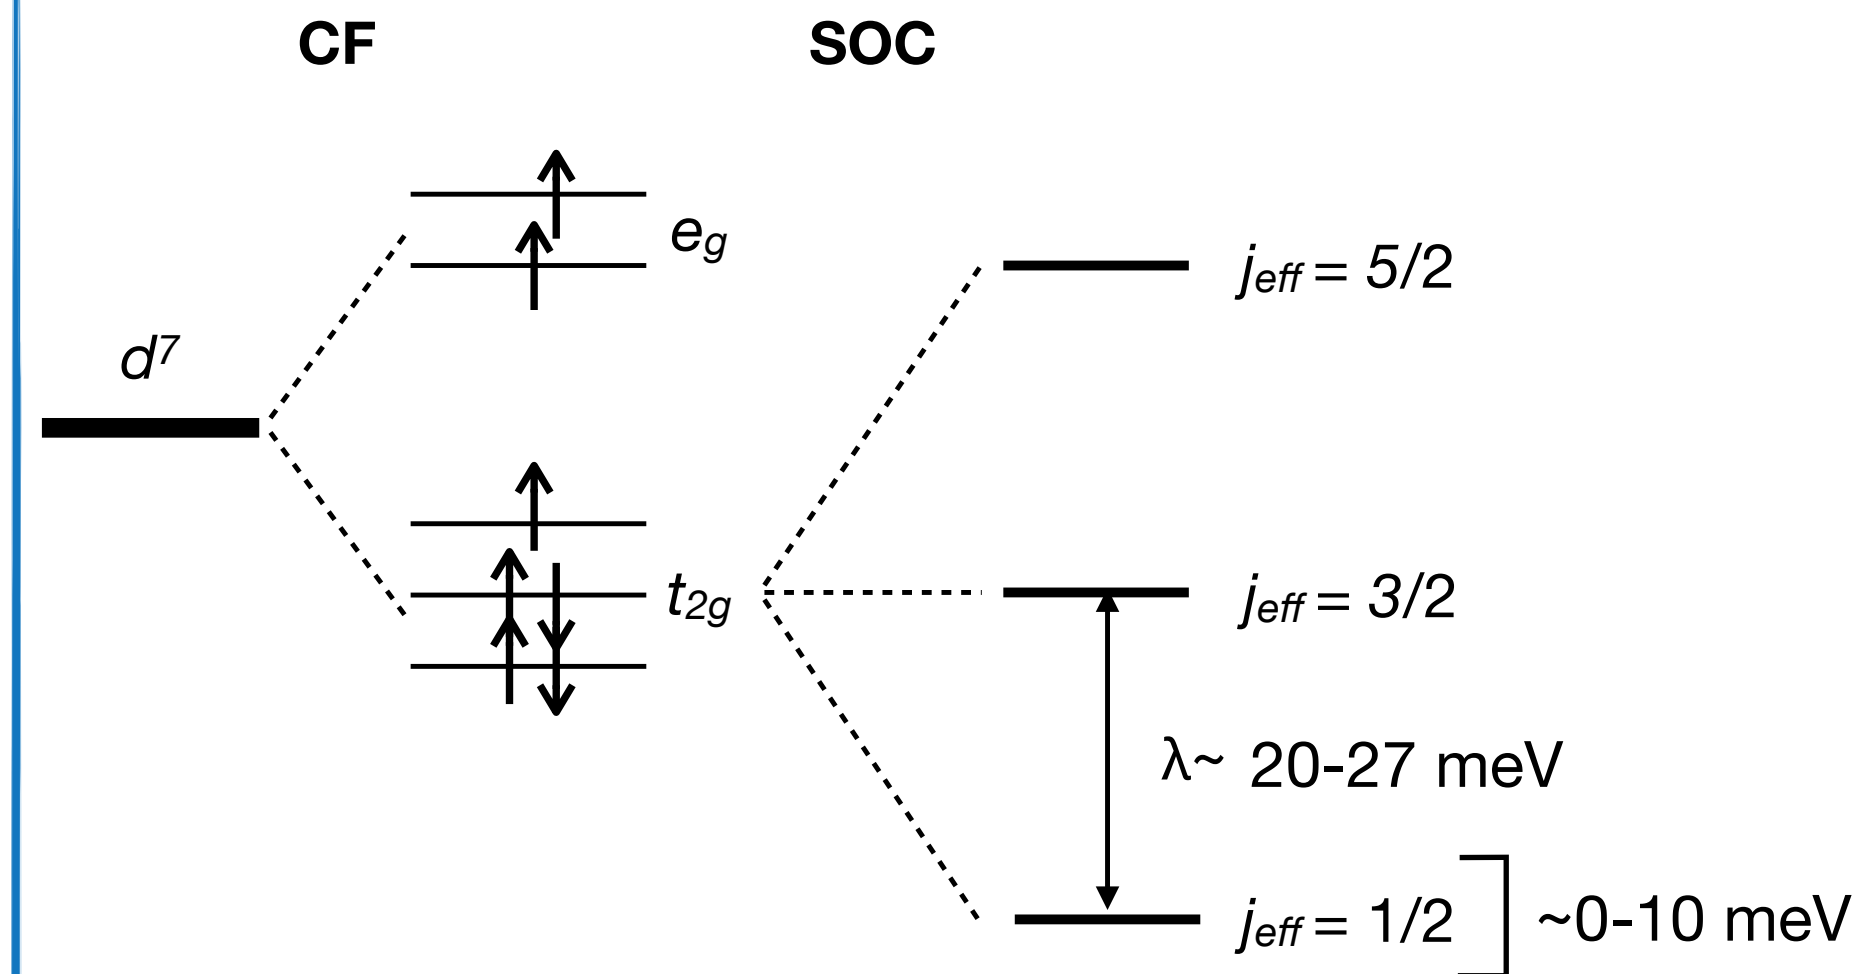 CF
SOC
d⁷
e_g
t_2g
j_eff = 5/2
j_eff = 3/2
λ~ 20-27 meV
j_eff = 1/2
~0-10 meV